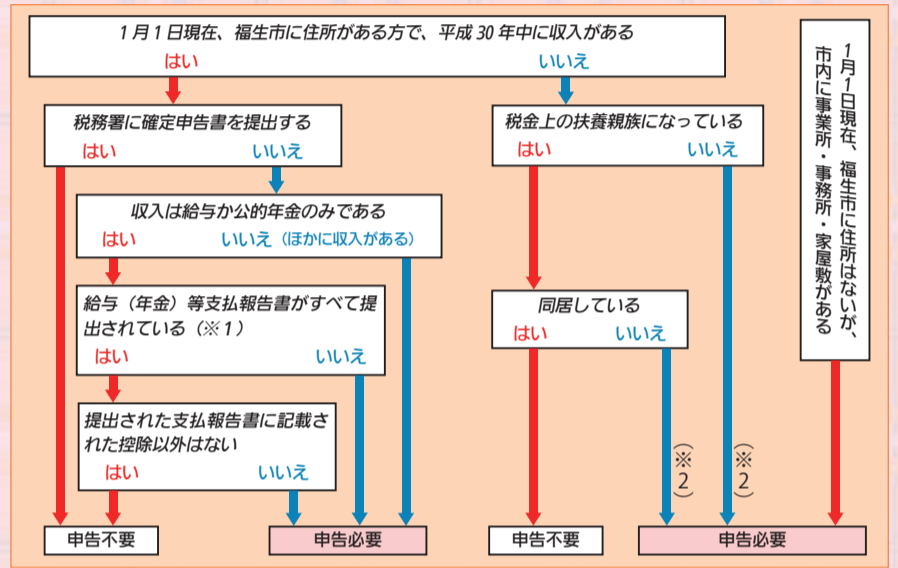 1月1日現在、福生市に住所がある方で、平成30年中に収入がある
はい いいえ
税務署に確定申告書を提出する
はい いいえ
収入は給与か公的年金のみである
はい いいえ(ほかに収入がある)
給与(年金)等支払報告書がすべて提
出されている(※1)
はい いいえ
提出された支払報告書に記載さ
れた控除以外はない
はい いいえ
申告不要
申告必要
税金上の扶養親族になっている
はい いいえ
同居している
はい いいえ
(※2)
(※2)
申告不要
申告必要
1月1日現在、福生市に住所はないが、
市内に事業所・事務所・家屋敷がある